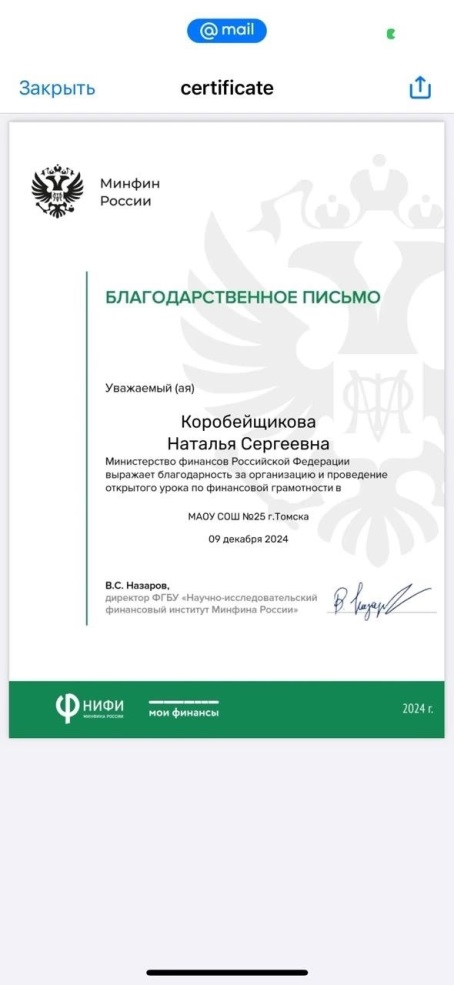 @mail
Закрыть
certificate
Минфин
России
БЛАГОДАРСТВЕННОЕ ПИСЬМО
Уважаемый (ая)
Коробейщикова
Наталья Сергеевна
Министерство финансов Российской Федерации
выражает благодарность за организацию и проведение
открытого урока по финансовой грамотности в
МАОУ СОШ №25 г.Томска
09 декабря 2024
В.С. Назаров,
директор ФГБУ «Научно-исследовательский
финансовый институт Минфина России»
В Назаров
НИФИ
МИНФИНА РОССИИ
мои финансы
2024 г.